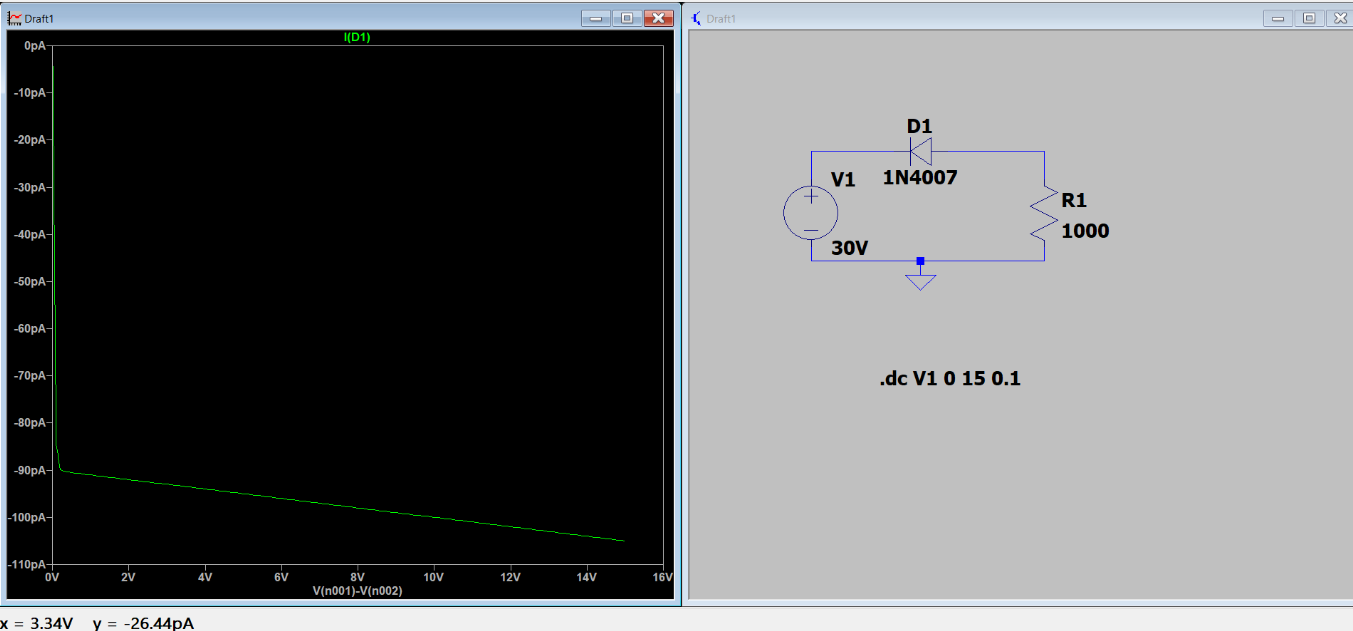 Draft1
I(D1)
0pA
-10pA
-20pA
-30pA
-40pA
-50pA
-60pA
-70pA
-80pA
-90pA
-100pA
-110pA
0V 2V 4V 6V 8V 10V 12V 14V 16V
V(n001)-V(n002)
Draft1
D1
1N4007
V1
30V
R1
1000
.dc V1 0 15 0.1
x = 3.34V y = -26.44pA